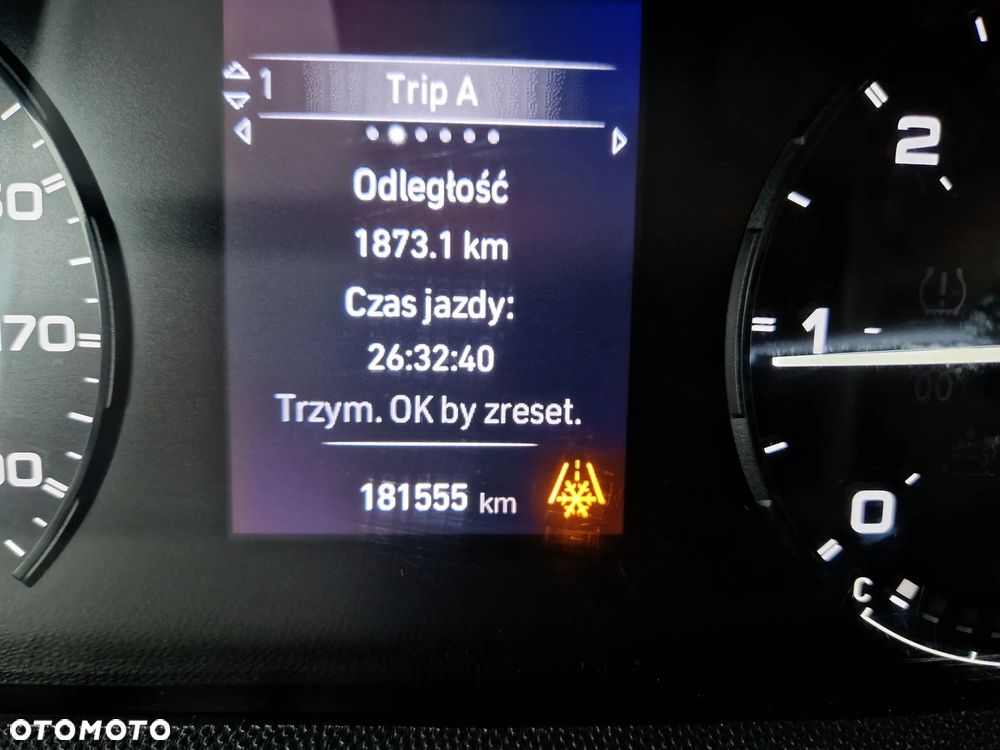 1
Trip A
Odległość
1873.1 km
Czas jazdy:
26:32:40
Trzym. OK by zreset.
181555 km
170
2
1
0
C
OTOMOTO